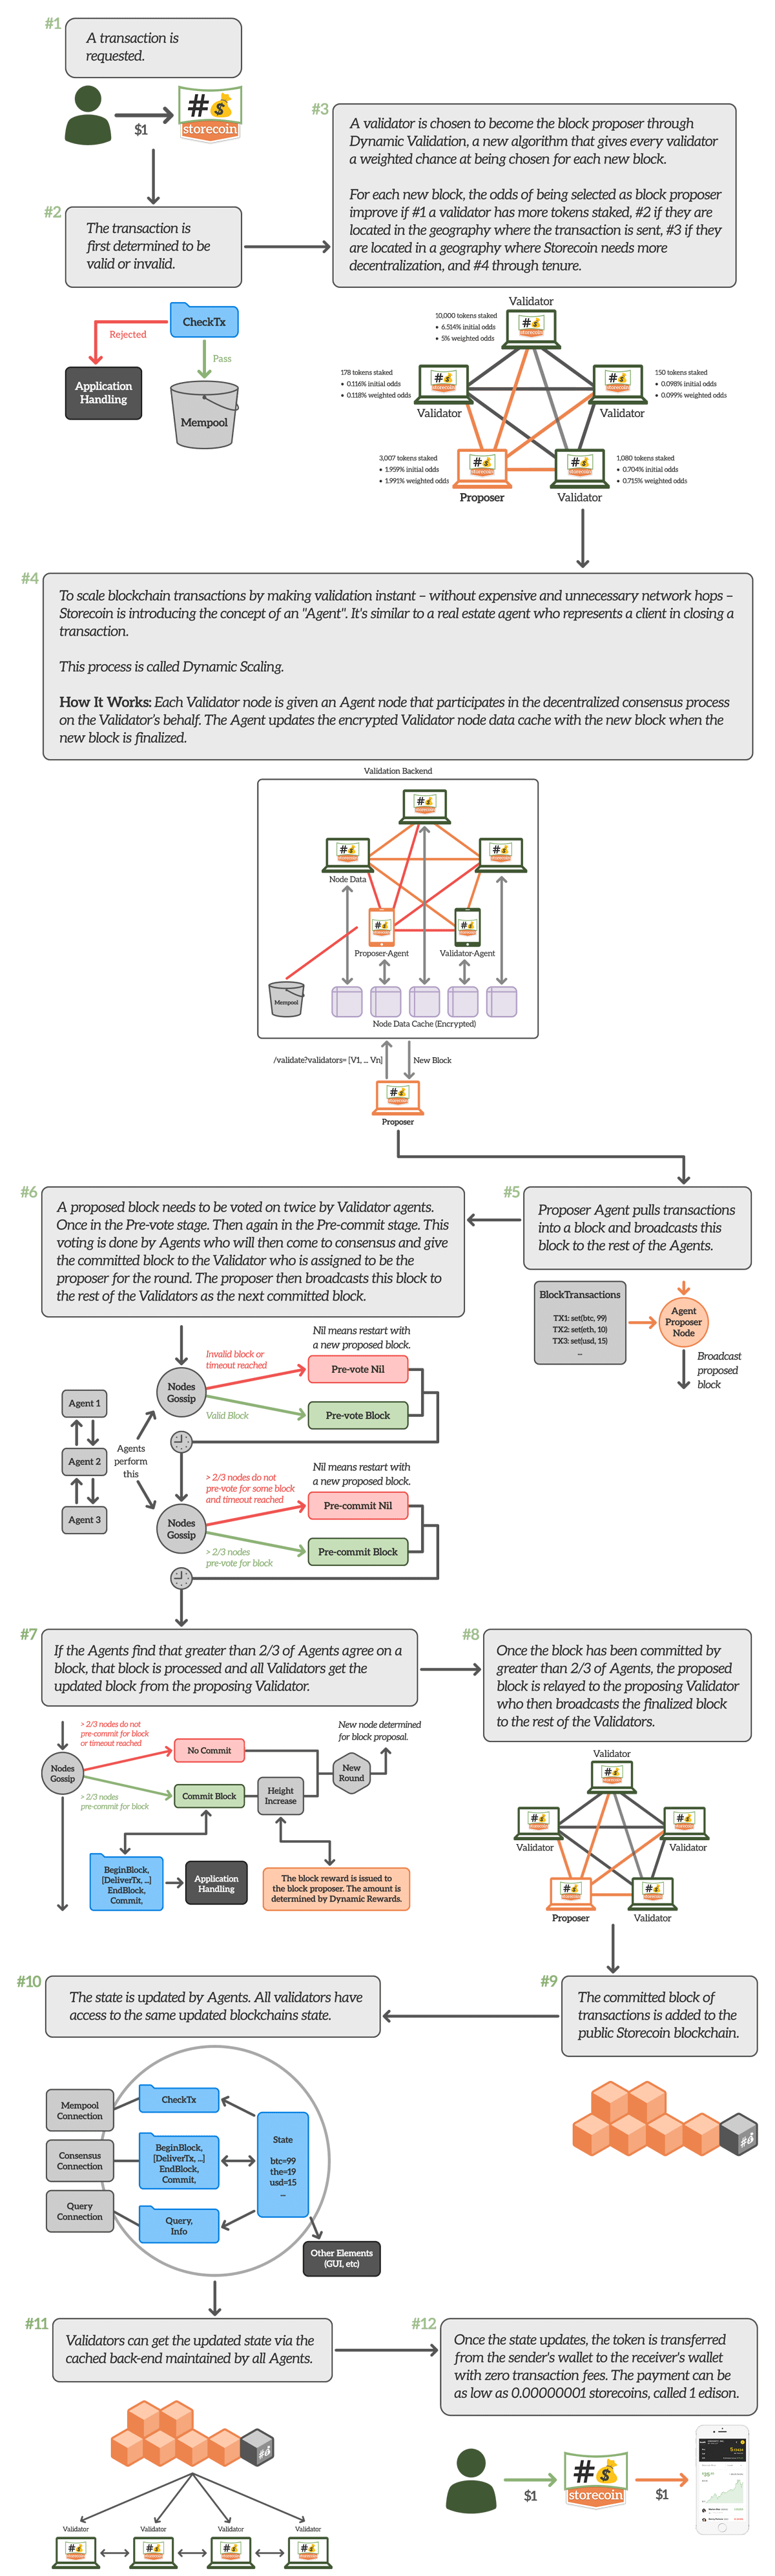 #1
A transaction is
requested.
#💰
storecoin
$1
#2
The transaction is
first determined to be
valid or invalid.
CheckTx
Rejected
Pass
Application
Handling
Mempool
#3
A validator is chosen to become the block proposer through
Dynamic Validation, a new algorithm that gives every validator
a weighted chance at being chosen for each new block.
For each new block, the odds of being selected as block proposer
improve if #1 a validator has more tokens staked, #2 if they are
located in the geography where the transaction is sent, #3 if they
are located in a geography where Storecoin needs more
decentralization, and #4 through tenure.
Validator
10,000 tokens staked
• 6.514% initial odds
• 5% weighted odds
178 tokens staked
• 0.116% initial odds
• 0.118% weighted odds
Validator
150 tokens staked
• 0.098% initial odds
• 0.099% weighted odds
Validator
3,007 tokens staked
• 1.959% initial odds
• 1.991% weighted odds
Proposer
1,080 tokens staked
• 0.704% initial odds
• 0.715% weighted odds
Validator
#4
To scale blockchain transactions by making validation instant – without expensive and unnecessary network hops –
Storecoin is introducing the concept of an "Agent". It's similar to a real estate agent who represents a client in closing a
transaction.
This process is called Dynamic Scaling.
How It Works: Each Validator node is given an Agent node that participates in the decentralized consensus process
on the Validator's behalf. The Agent updates the encrypted Validator node data cache with the new block when the
new block is finalized.
Validation Backend
Node Data
Proposer-Agent
Validator-Agent
Mempool
Node Data Cache (Encrypted)
/validate?validators= [V1, ... Vn]
New Block
Proposer
#5
Proposer Agent pulls transactions
into a block and broadcasts this
block to the rest of the Agents.
BlockTransactions
TX1: set(btc, 99)
TX2: set(eth, 10)
TX3: set(usd, 15)
...
Agent
Proposer
Node
Broadcast
proposed
block
#6
A proposed block needs to be voted on twice by Validator agents.
Once in the Pre-vote stage. Then again in the Pre-commit stage. This
voting is done by Agents who will then come to consensus and give
the committed block to the Validator who is assigned to be the
proposer for the round. The proposer then broadcasts this block to
the rest of the Validators as the next committed block.
Nil means restart with
a new proposed block.
Invalid block or
timeout reached
Pre-vote Nil
Nodes
Gossip
Valid Block
Pre-vote Block
Agent 1
Agent 2
Agent 3
Agents
perform
this
Nil means restart with
a new proposed block.
> 2/3 nodes do not
pre-vote for some block
and timeout reached
Pre-commit Nil
Nodes
Gossip
> 2/3 nodes
pre-vote for block
Pre-commit Block
#7
If the Agents find that greater than 2/3 of Agents agree on a
block, that block is processed and all Validators get the
updated block from the proposing Validator.
> 2/3 nodes do not
pre-commit for block
or timeout reached
No Commit
New node determined
for block proposal.
Nodes
Gossip
New
Round
> 2/3 nodes
pre-commit for block
Commit Block
Height
Increase
BeginBlock,
[DeliverTx, ...]
EndBlock,
Commit,
Application
Handling
The block reward is issued to
the block proposer. The amount is
determined by Dynamic Rewards.
#8
Once the block has been committed by
greater than 2/3 of Agents, the proposed
block is relayed to the proposing Validator
who then broadcasts the finalized block
to the rest of the Validators.
Validator
Validator
Validator
Proposer
Validator
#9
The committed block of
transactions is added to the
public Storecoin blockchain.
#10
The state is updated by Agents. All validators have
access to the same updated blockchains state.
Mempool
Connection
CheckTx
Consensus
Connection
BeginBlock,
[DeliverTx, ...]
EndBlock,
Commit,
State
btc=99
the=19
usd=15
...
Query
Connection
Query,
Info
Other Elements
(GUI, etc)
#11
Validators can get the updated state via the
cached back-end maintained by all Agents.
Validator
Validator
Validator
Validator
#12
Once the state updates, the token is transferred
from the sender's wallet to the receiver's wallet
with zero transaction fees. The payment can be
as low as 0.00000001 storecoins, called 1 edison.
$1
#💰
storecoin
$1